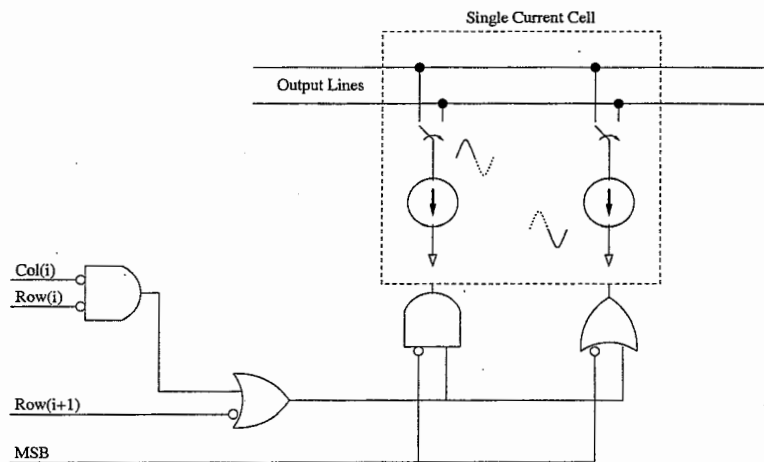 Single Current Cell
Output Lines
Col(i)
Row(i)
Row(i+1)
MSB